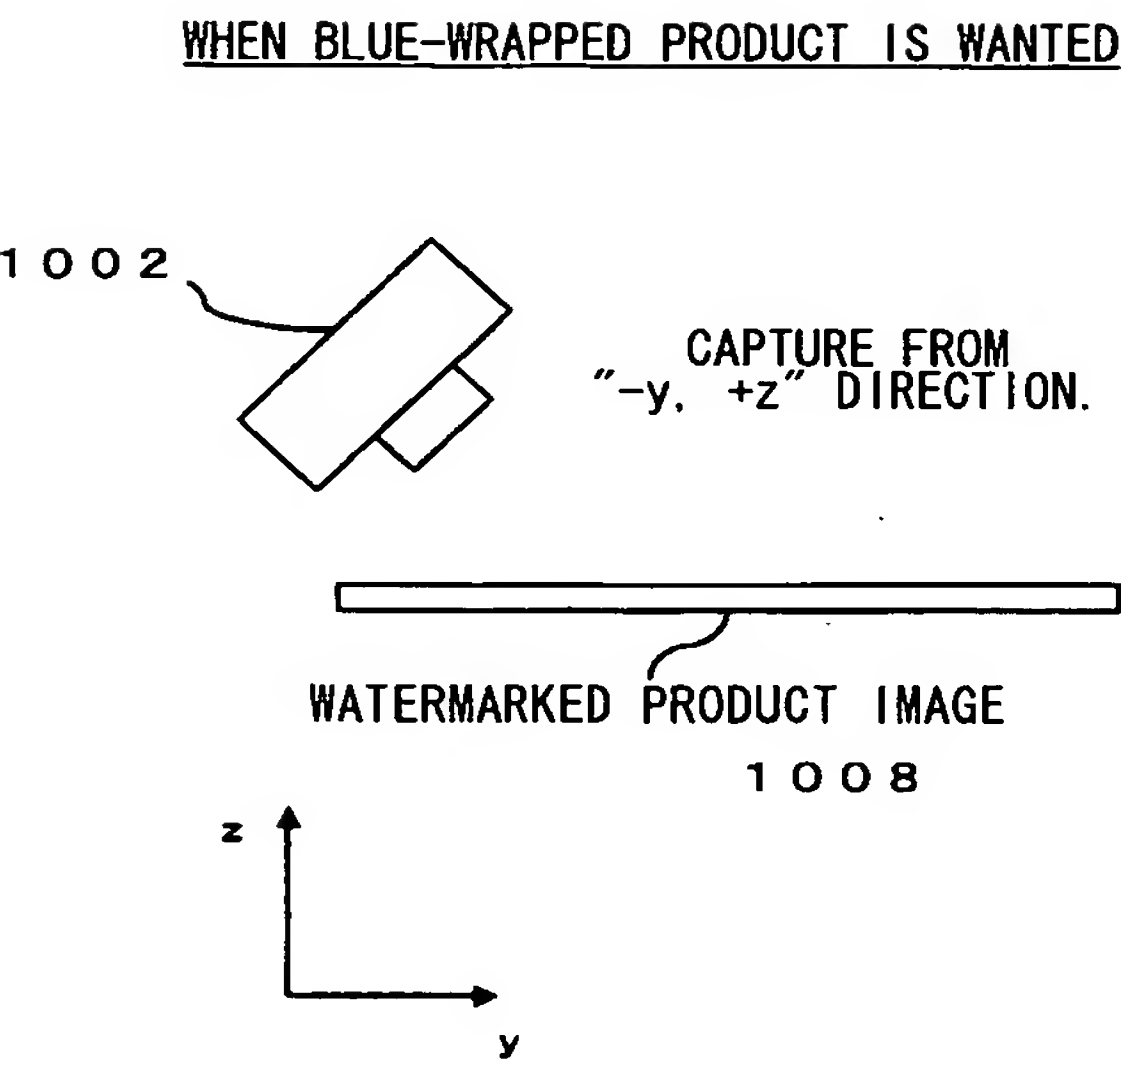 WHEN BLUE-WRAPPED PRODUCT IS WANTED
1002
CAPTURE FROM
"-y, +z" DIRECTION.
WATERMARKED PRODUCT IMAGE
1008
z
y